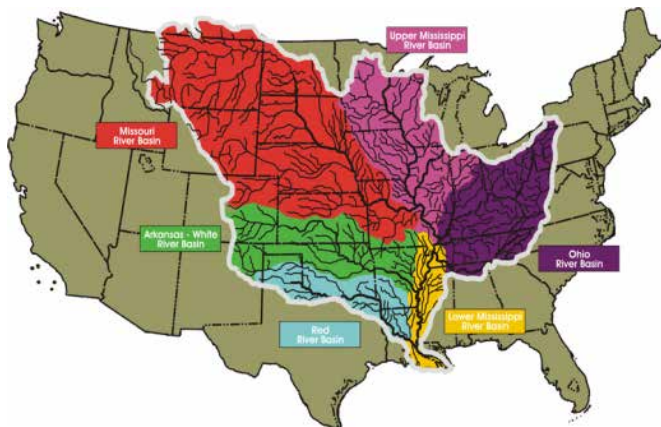 Upper Mississippi
River Basin
Missouri
River Basin
Arkansas - White
River Basin
Ohio
River Basin
Lower Mississippi
River Basin
Red
River Basin